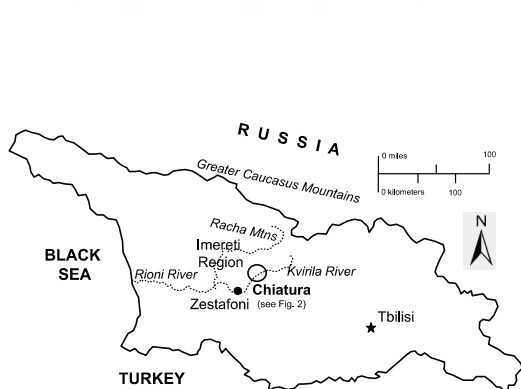 RUSSIA
Greater Caucasus Mountains
0 miles 100
0 kilometers 100
N
Racha Mtns
Imereti
Region
BLACK
SEA
Rioni River
Kvirila River
Chiatura
Zestafoni
(see Fig. 2)
Tbilisi
TURKEY